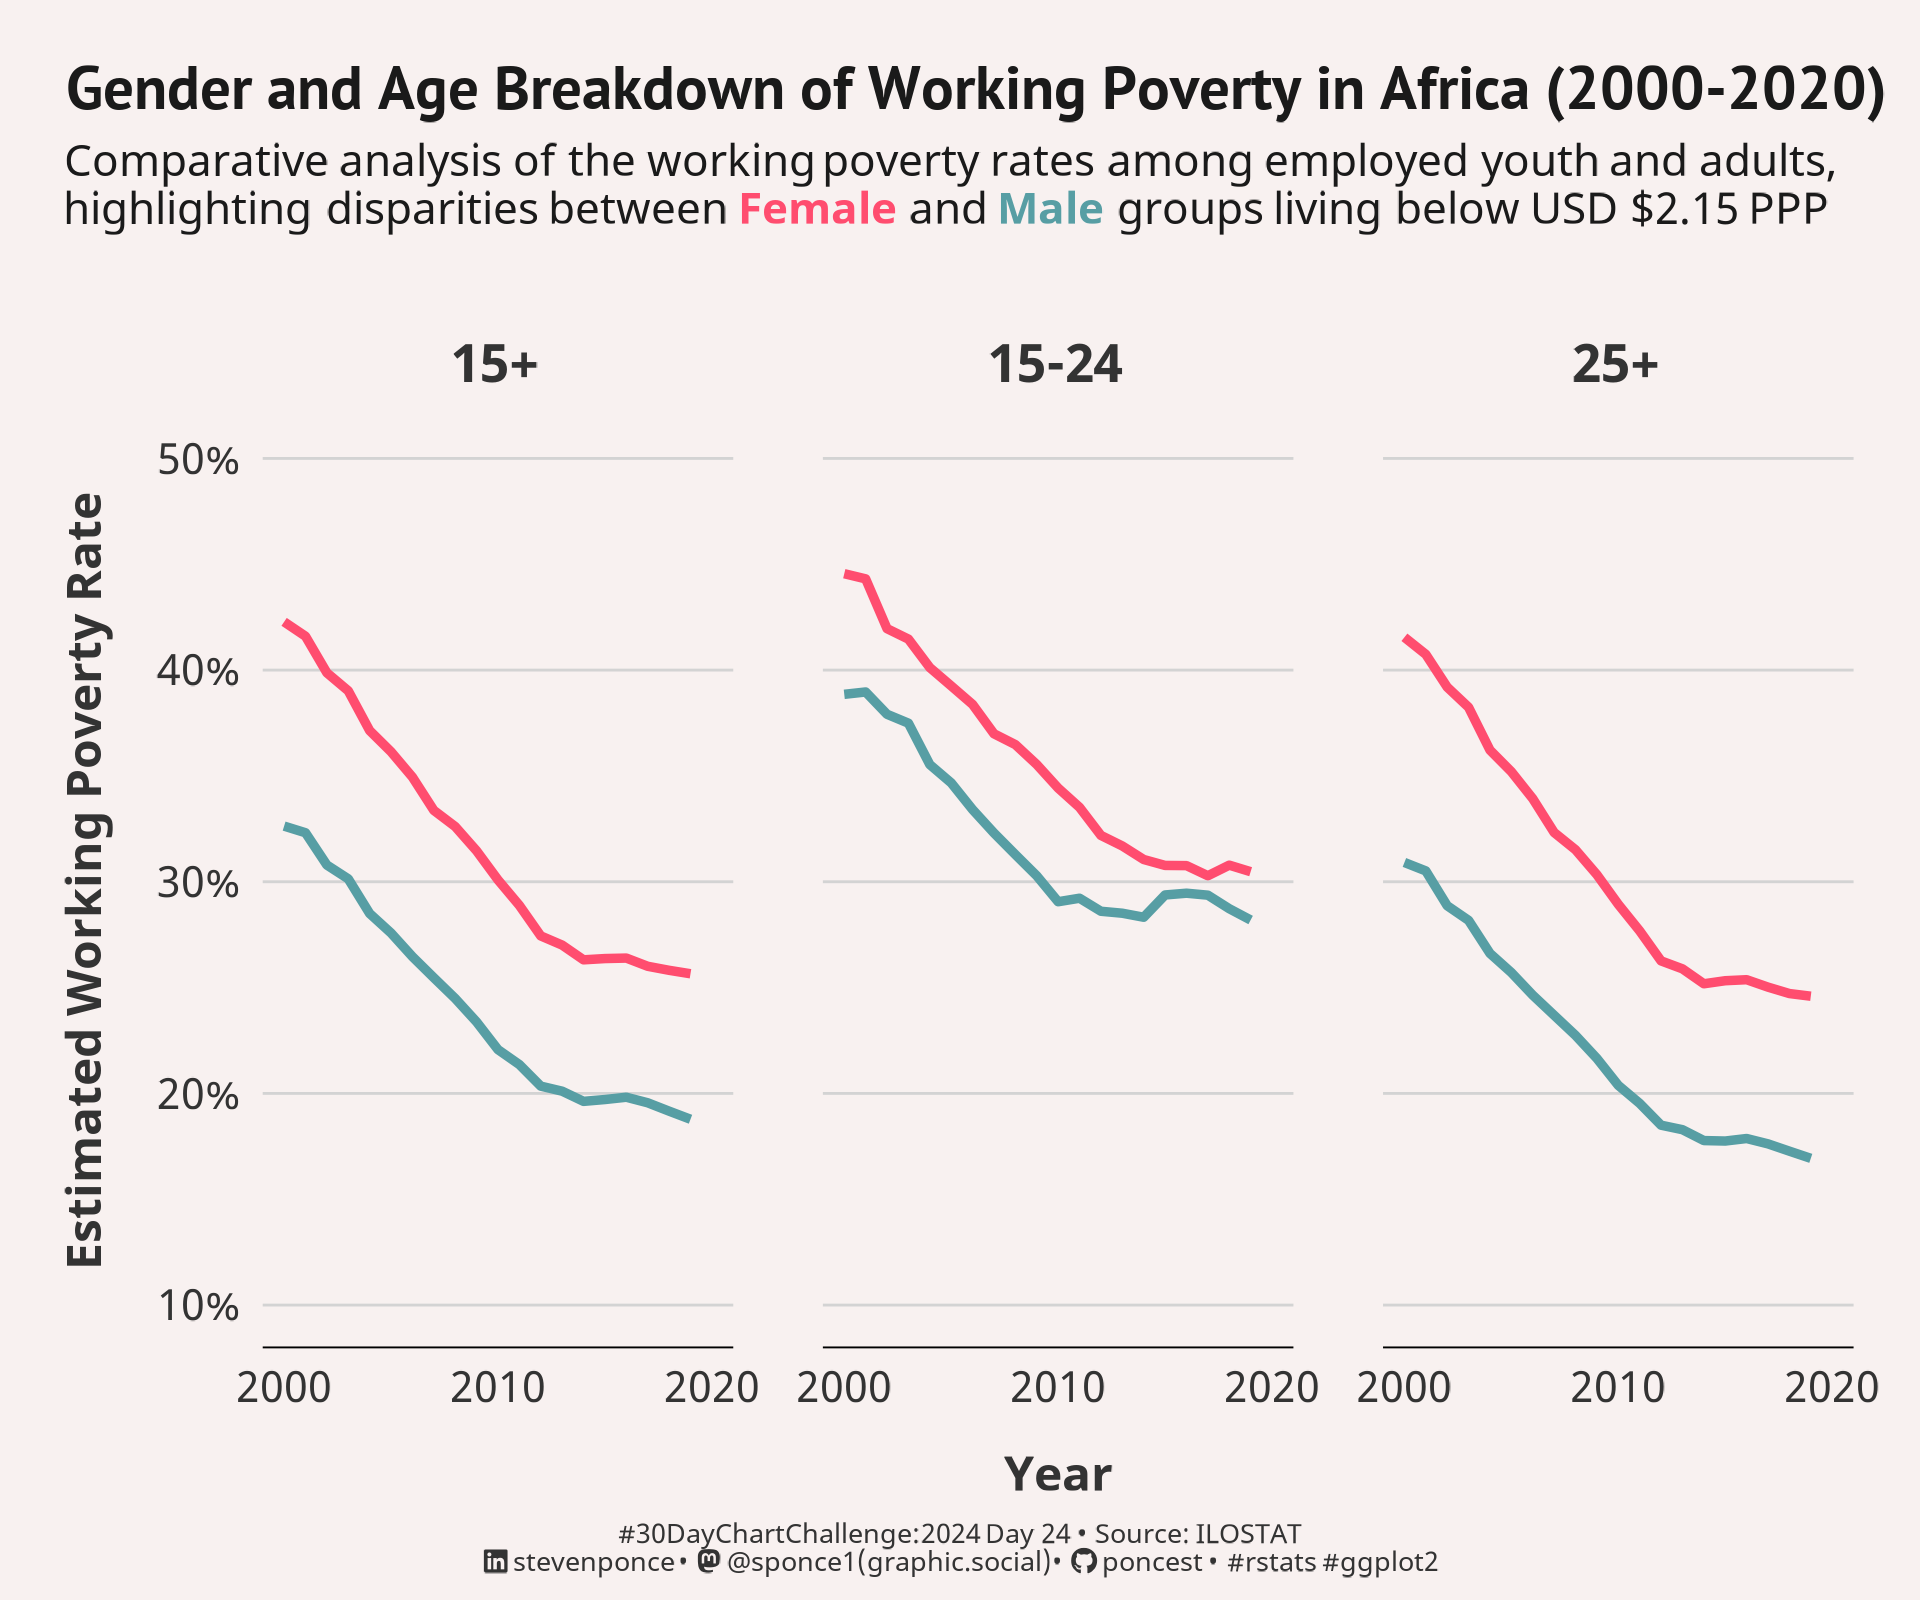 Gender and Age Breakdown of Working Poverty in Africa (2000-2020)
Comparative analysis of the working poverty rates among employed youth and adults,
highlighting disparities between Female and Male groups living below USD $2.15 PPP
15+
15-24
25+
50%
40%
30%
20%
10%
Estimated Working Poverty Rate
2000 2010 2020
2000 2010 2020
2000 2010 2020
Year
#30DayChartChallenge:2024 Day 24 • Source: ILOSTAT
stevenponce • @sponce1(graphic.social)• poncest • #rstats #ggplot2